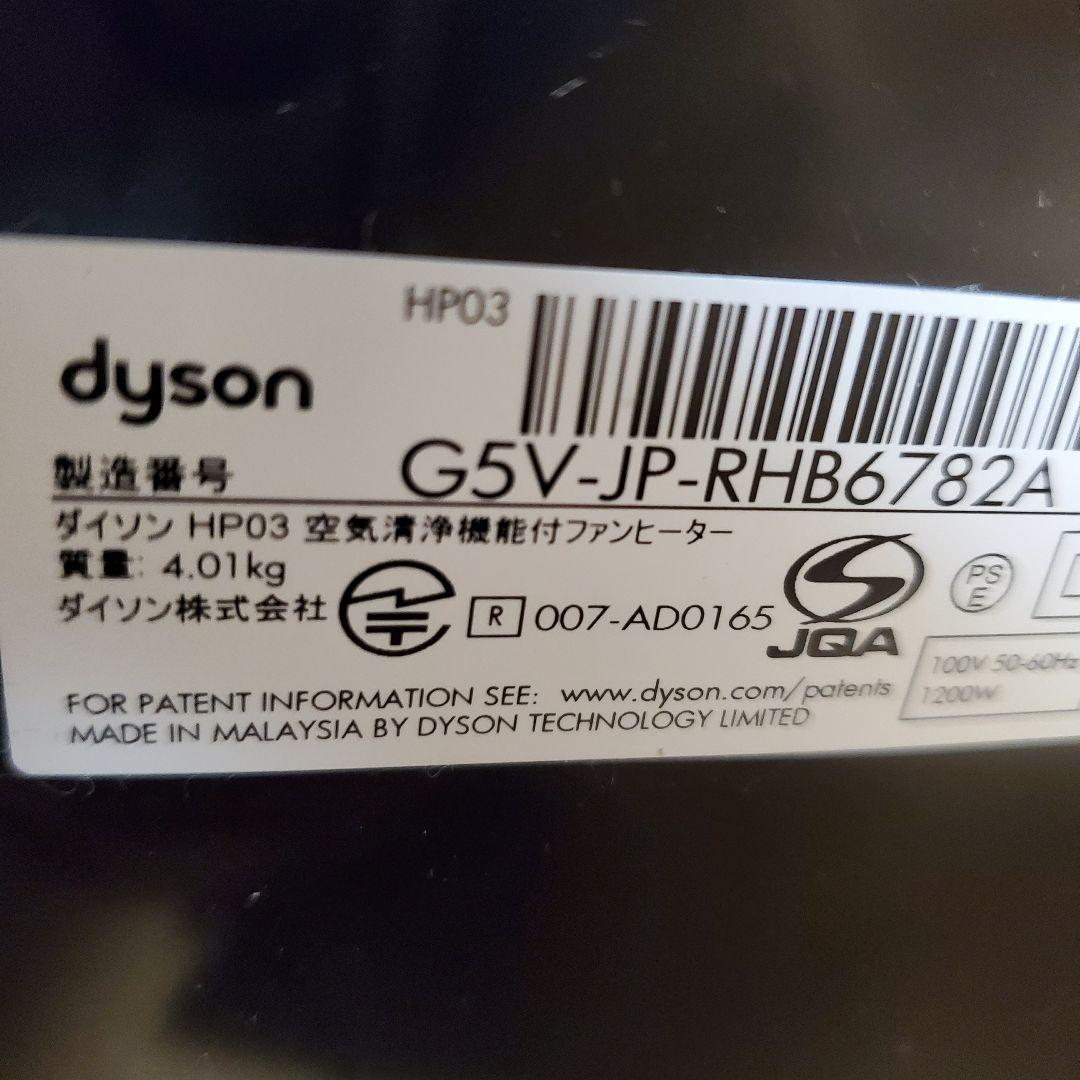 HP03
dyson
製造番号 G5V-JP-RHB6782A
ダイソン HP03 空気清浄機能付ファンヒーター
質量: 4.01kg
ダイソン株式会社
R 007-AD0165
JQA
PS
E
100V 50-60Hz
1200W
FOR PATENT INFORMATION SEE: www.dyson.com/patents
MADE IN MALAYSIA BY DYSON TECHNOLOGY LIMITED